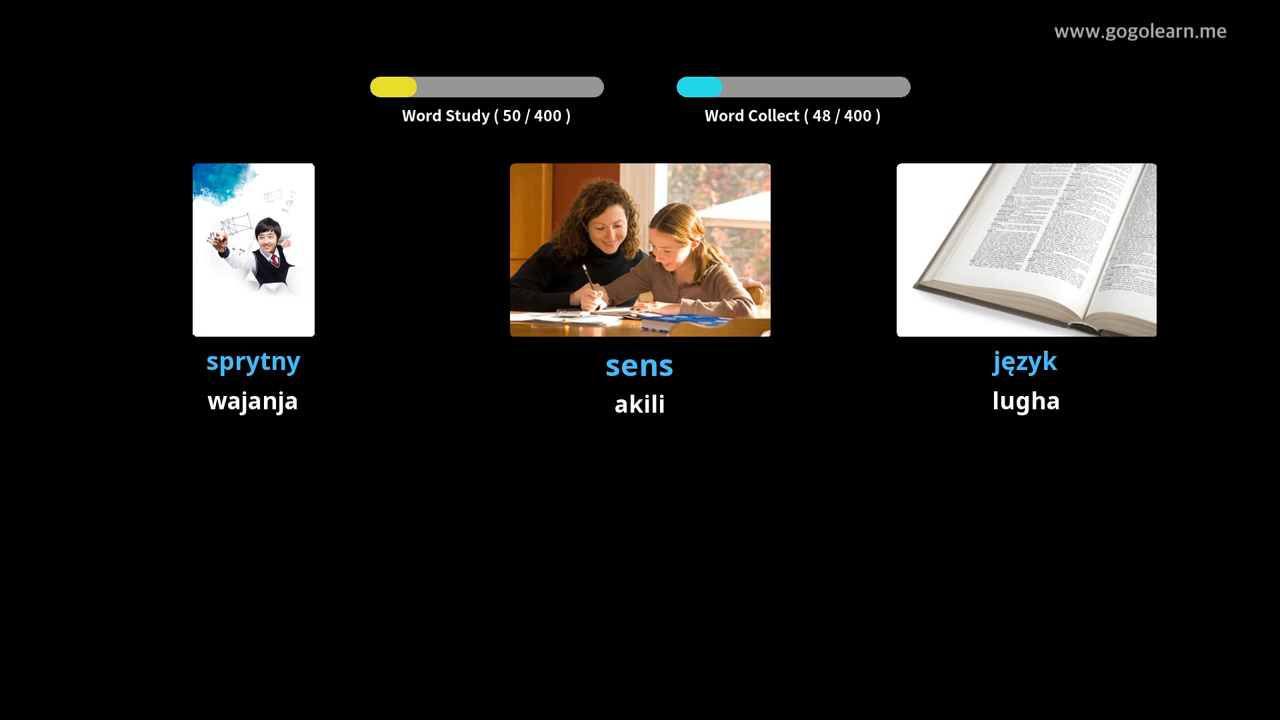 www.gogolearn.me
Word Study ( 50 / 400 )
Word Collect ( 48 / 400 )
sprytny
wajanja
sens
akili
język
lugha